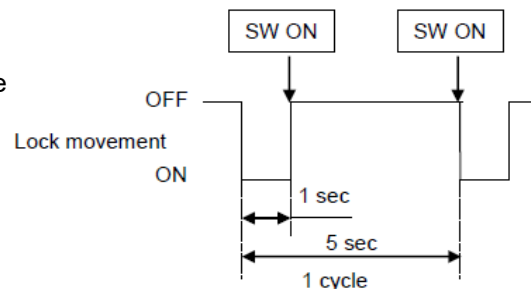 SW ON SW ON
e
OFF
Lock movement
ON
1 sec
5 sec
1 cycle